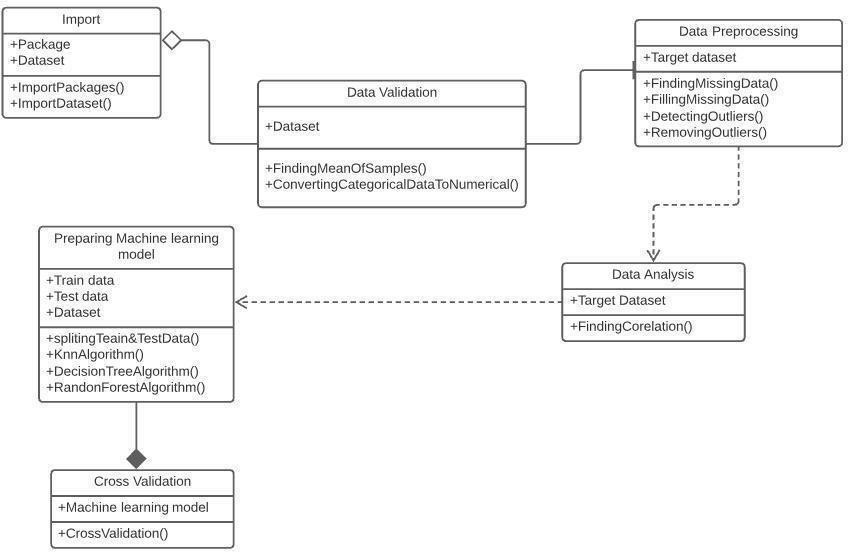 Import
+Package
+Dataset
+ImportPackages()
+ImportDataset()
Data Validation
+Dataset
+FindingMeanOfSamples()
+ConvertingCategoricalDataToNumerical()
Data Preprocessing
+Target dataset
+FindingMissingData()
+FillingMissingData()
+DetectingOutliers()
+RemovingOutliers()
Data Analysis
+Target Dataset
+FindingCorelation()
Preparing Machine learning
model
+Train data
+Test data
+Dataset
+splitingTeain&TestData()
+KnnAlgorithm()
+DecisionTreeAlgorithm()
+RandonForestAlgorithm()
Cross Validation
+Machine learning model
+CrossValidation()